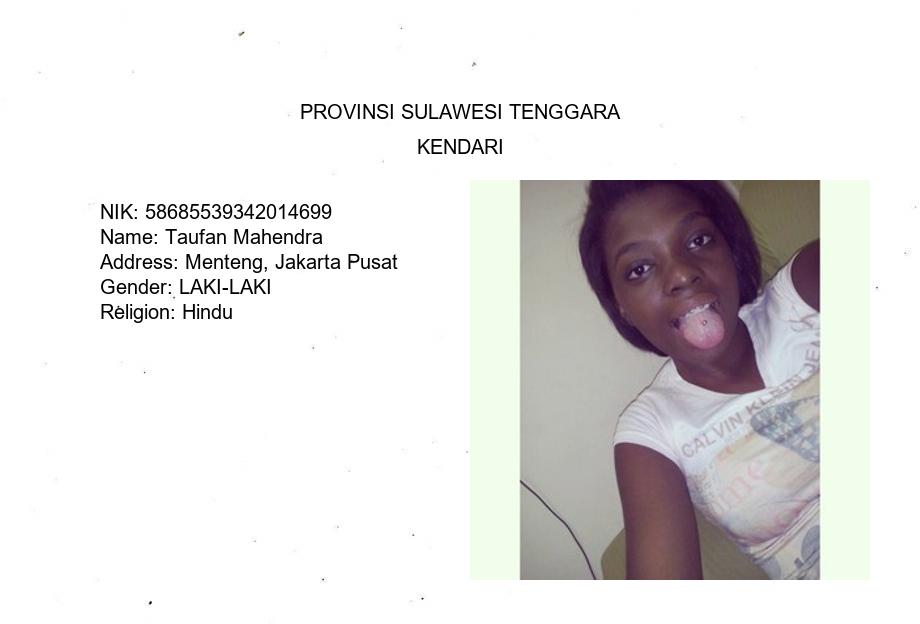 PROVINSI SULAWESI TENGGARA
KENDARI
NIK: 58685539342014699
Name: Taufan Mahendra
Address: Menteng, Jakarta Pusat
Gender: LAKI-LAKI
Religion: Hindu
CALVIN KLEIN JE